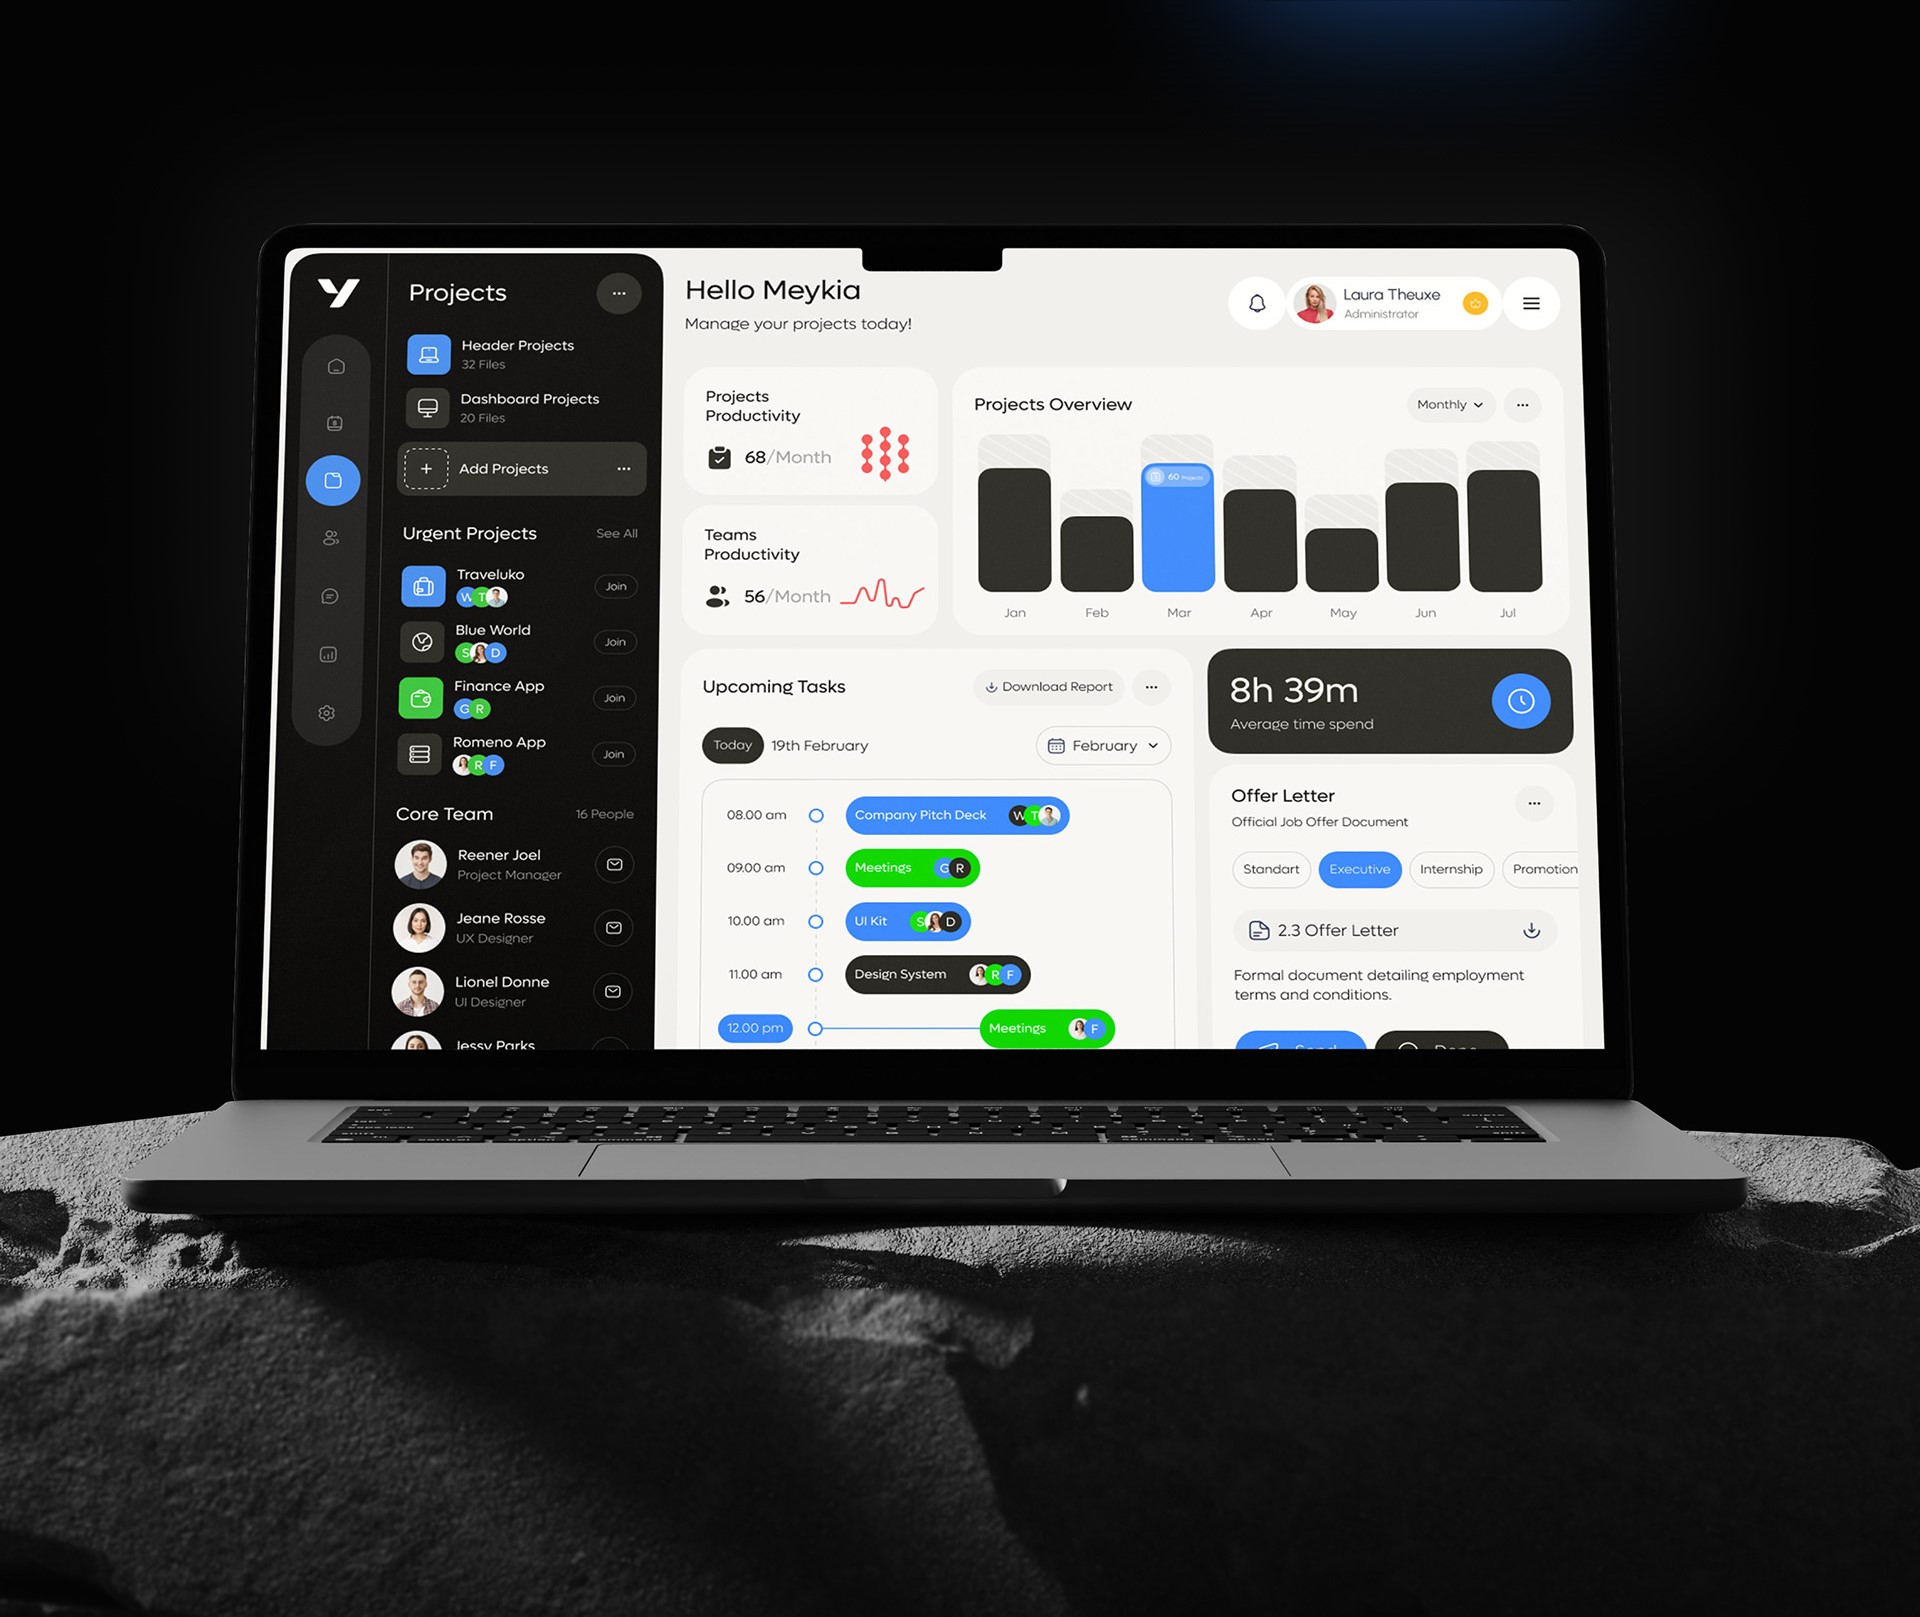 Projects
Header Projects
32 Files
Dashboard Projects
20 Files
Add Projects
Urgent Projects
See All
Traveluko
W T
Join
Blue World
S D
Join
Finance App
G R
Join
Romeno App
R F
Join
Core Team
16 People
Reener Joel
Project Manager
Jeane Rosse
UX Designer
Lionel Donne
UI Designer
Jessy Parks
Hello Meykia
Manage your projects today!
Laura Theuxe
Administrator
Projects
Productivity
68/Month
Teams
Productivity
56/Month
Projects Overview
Monthly
60 Projects
Jan Feb Mar Apr May Jun Jul
Upcoming Tasks
Download Report
Today 19th February
February
08.00 am Company Pitch Deck W T
09.00 am Meetings G R
10.00 am UI Kit S D
11.00 am Design System R F
12.00 pm Meetings F
8h 39m
Average time spend
Offer Letter
Official Job Offer Document
Standart Executive Internship Promotion
2.3 Offer Letter
Formal document detailing employment
terms and conditions.
Send
command
option
command